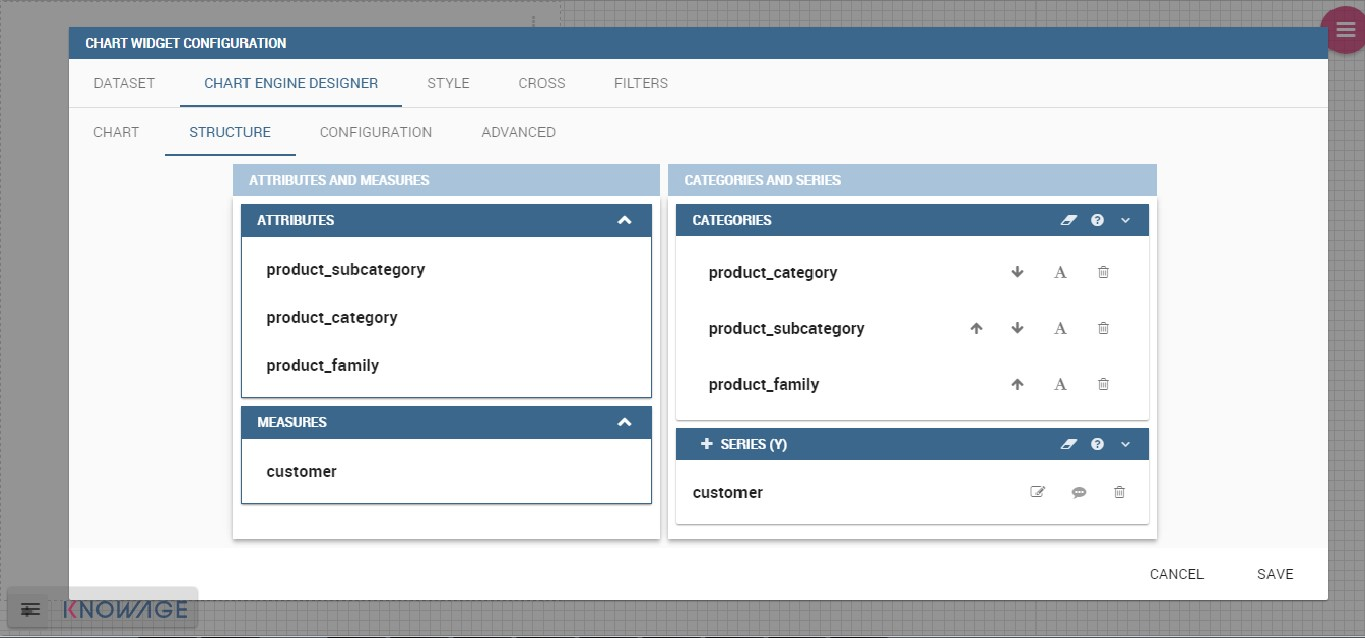 CHART WIDGET CONFIGURATION
DATASET CHART ENGINE DESIGNER STYLE CROSS FILTERS
CHART STRUCTURE CONFIGURATION ADVANCED
ATTRIBUTES AND MEASURES
ATTRIBUTES
product_subcategory
product_category
product_family
MEASURES
customer
CATEGORIES AND SERIES
CATEGORIES
product_category
product_subcategory
product_family
SERIES (Y)
customer
CANCEL SAVE
KNOWAGE